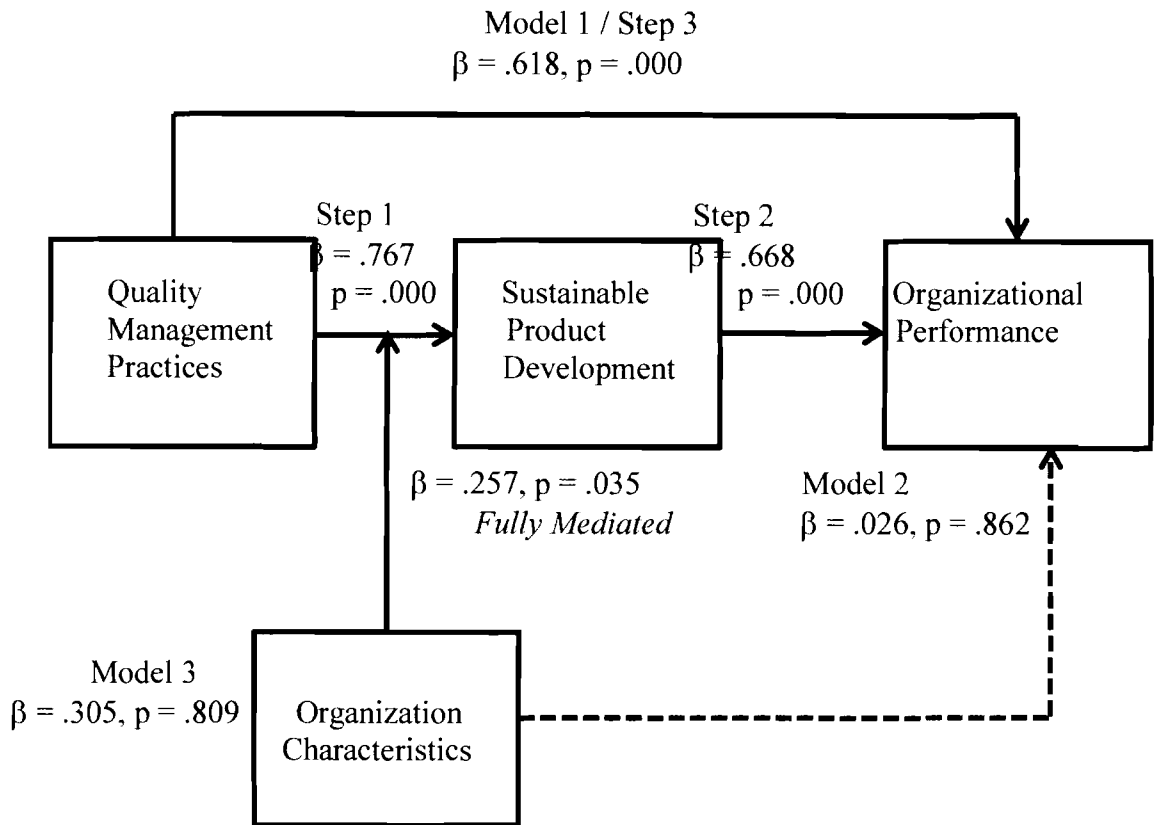 Model 1 / Step 3
β = .618, p = .000
Step 1
β = .767
p = .000
Step 2
β = .668
p = .000
Quality
Management
Practices
Sustainable
Product
Development
Organizational
Performance
β = .257, p = .035
Fully Mediated
Model 2
β = .026, p = .862
Model 3
β = .305, p = .809
Organization
Characteristics